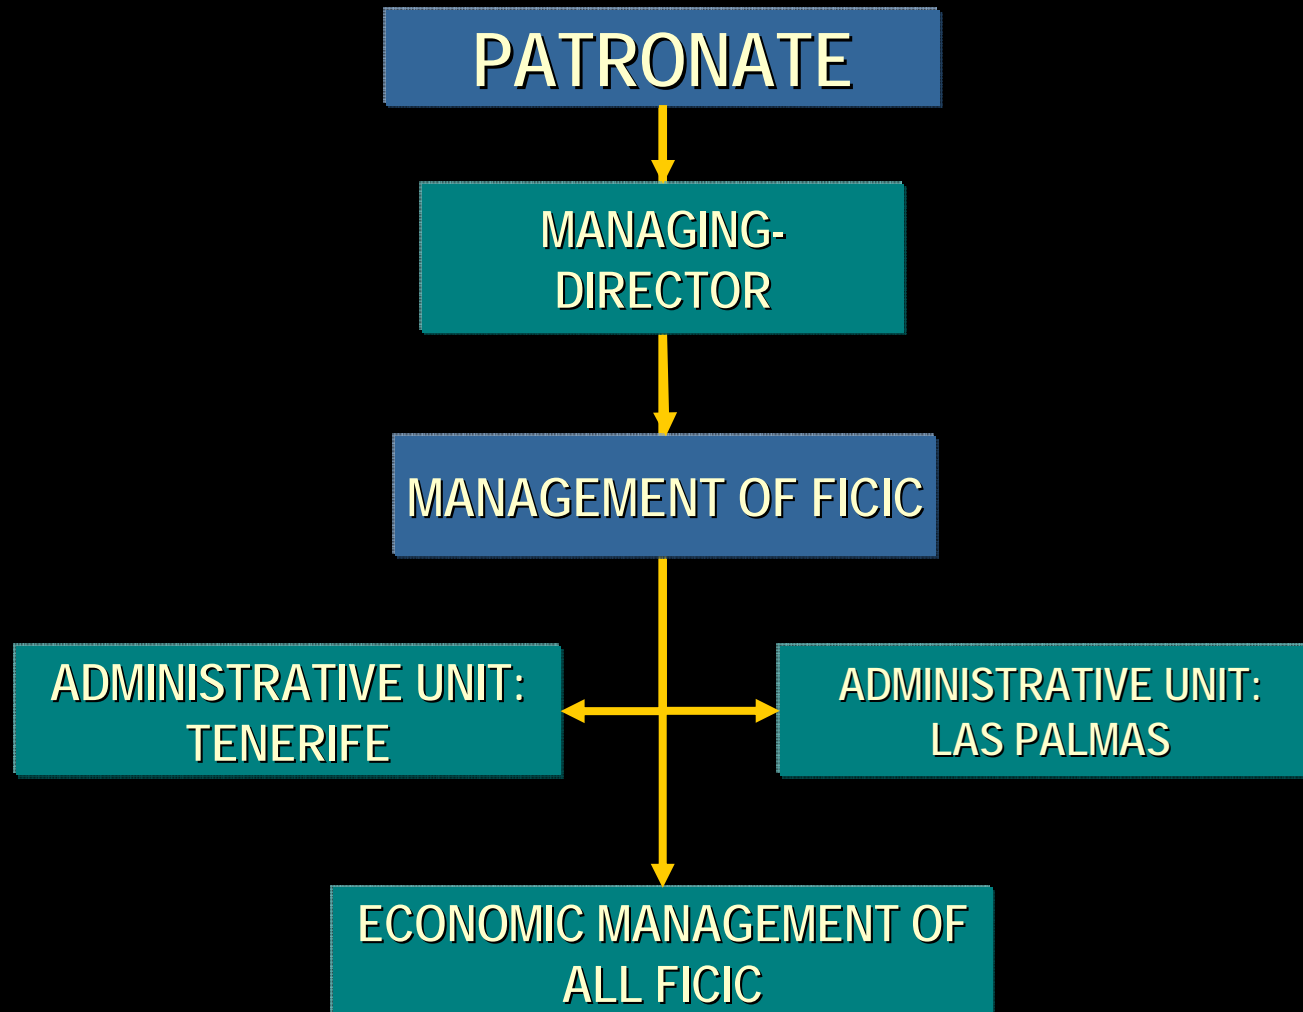 PATRONATE
MANAGING-
DIRECTOR
MANAGEMENT OF FICIC
ADMINISTRATIVE UNIT:
TENERIFE
ADMINISTRATIVE UNIT:
LAS PALMAS
ECONOMIC MANAGEMENT OF
ALL FICIC